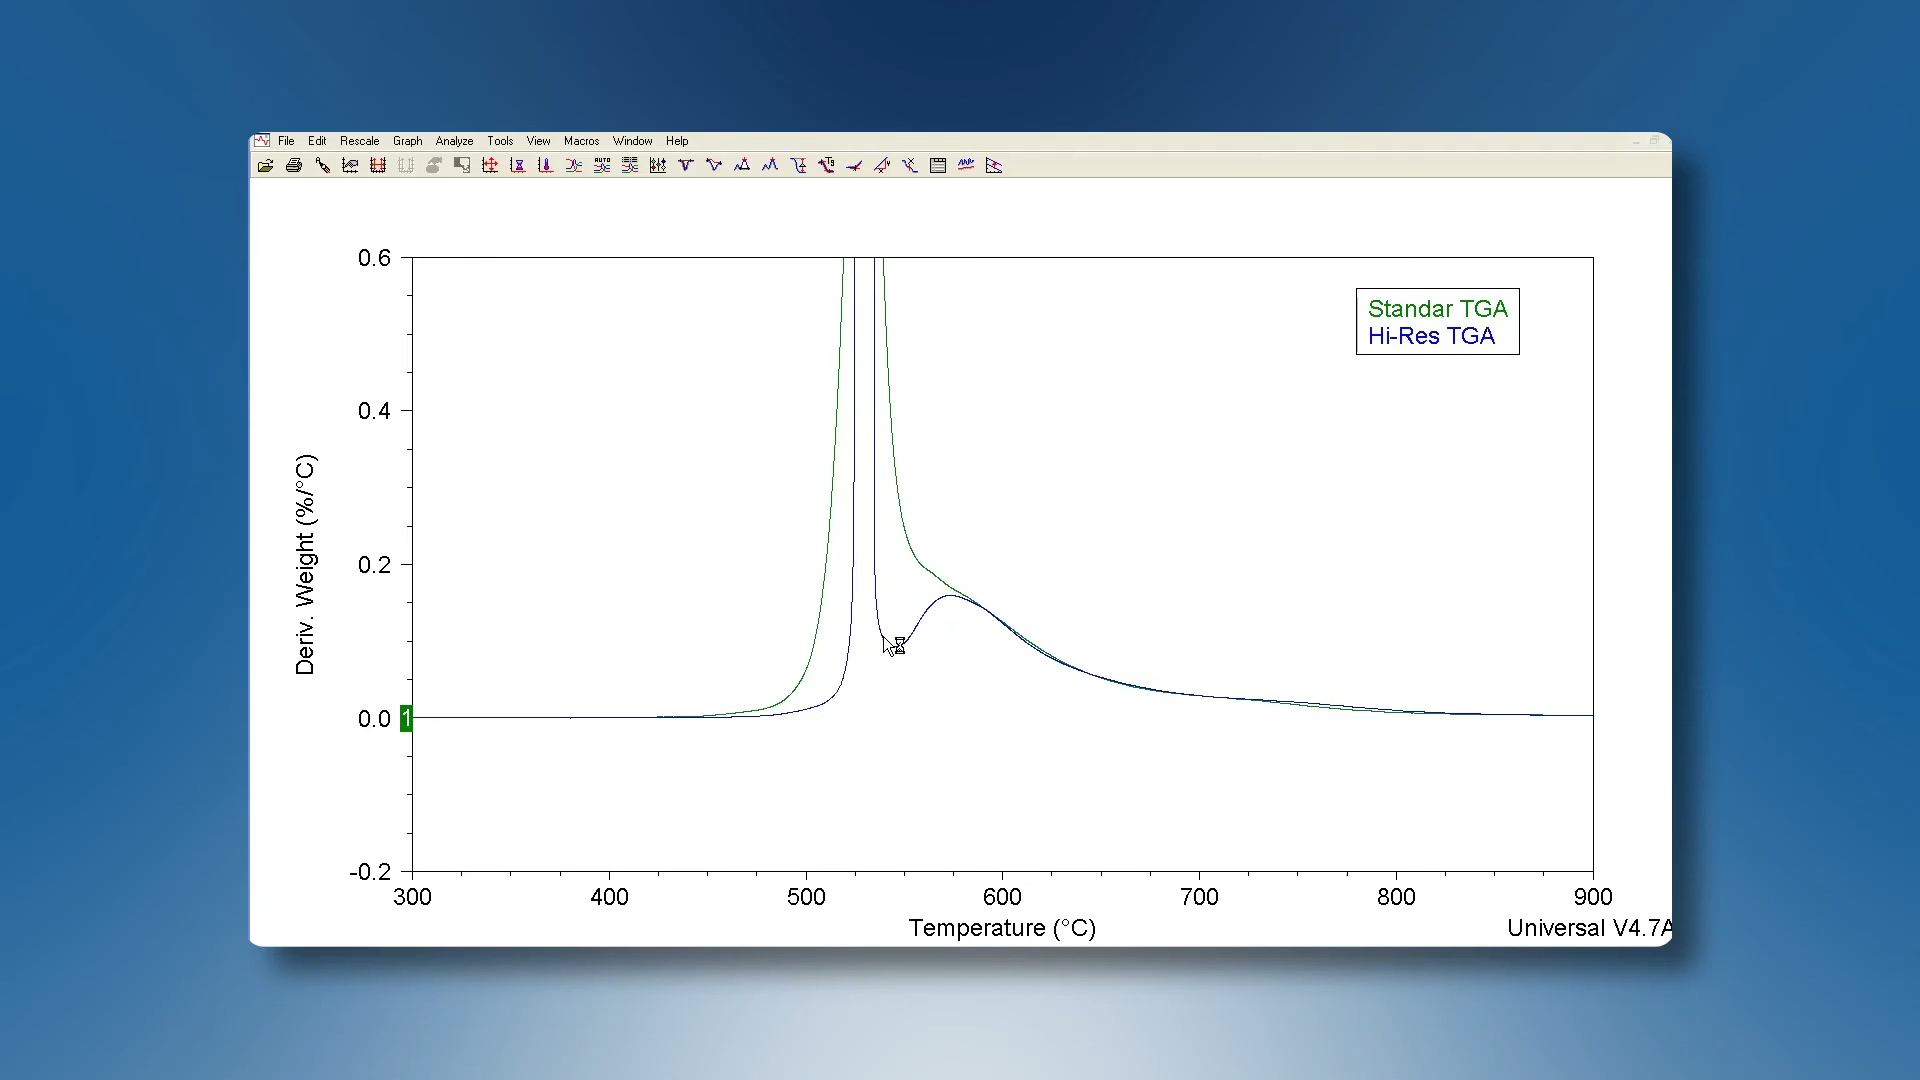 File Edit Rescale Graph Analyze Tools View Macros Window Help
0.6
0.4
0.2
0.0
-0.2
1
Deriv. Weight (%/°C)
Standar TGA
Hi-Res TGA
300 400 500 600 700 800 900
Temperature (°C)
Universal V4.7A